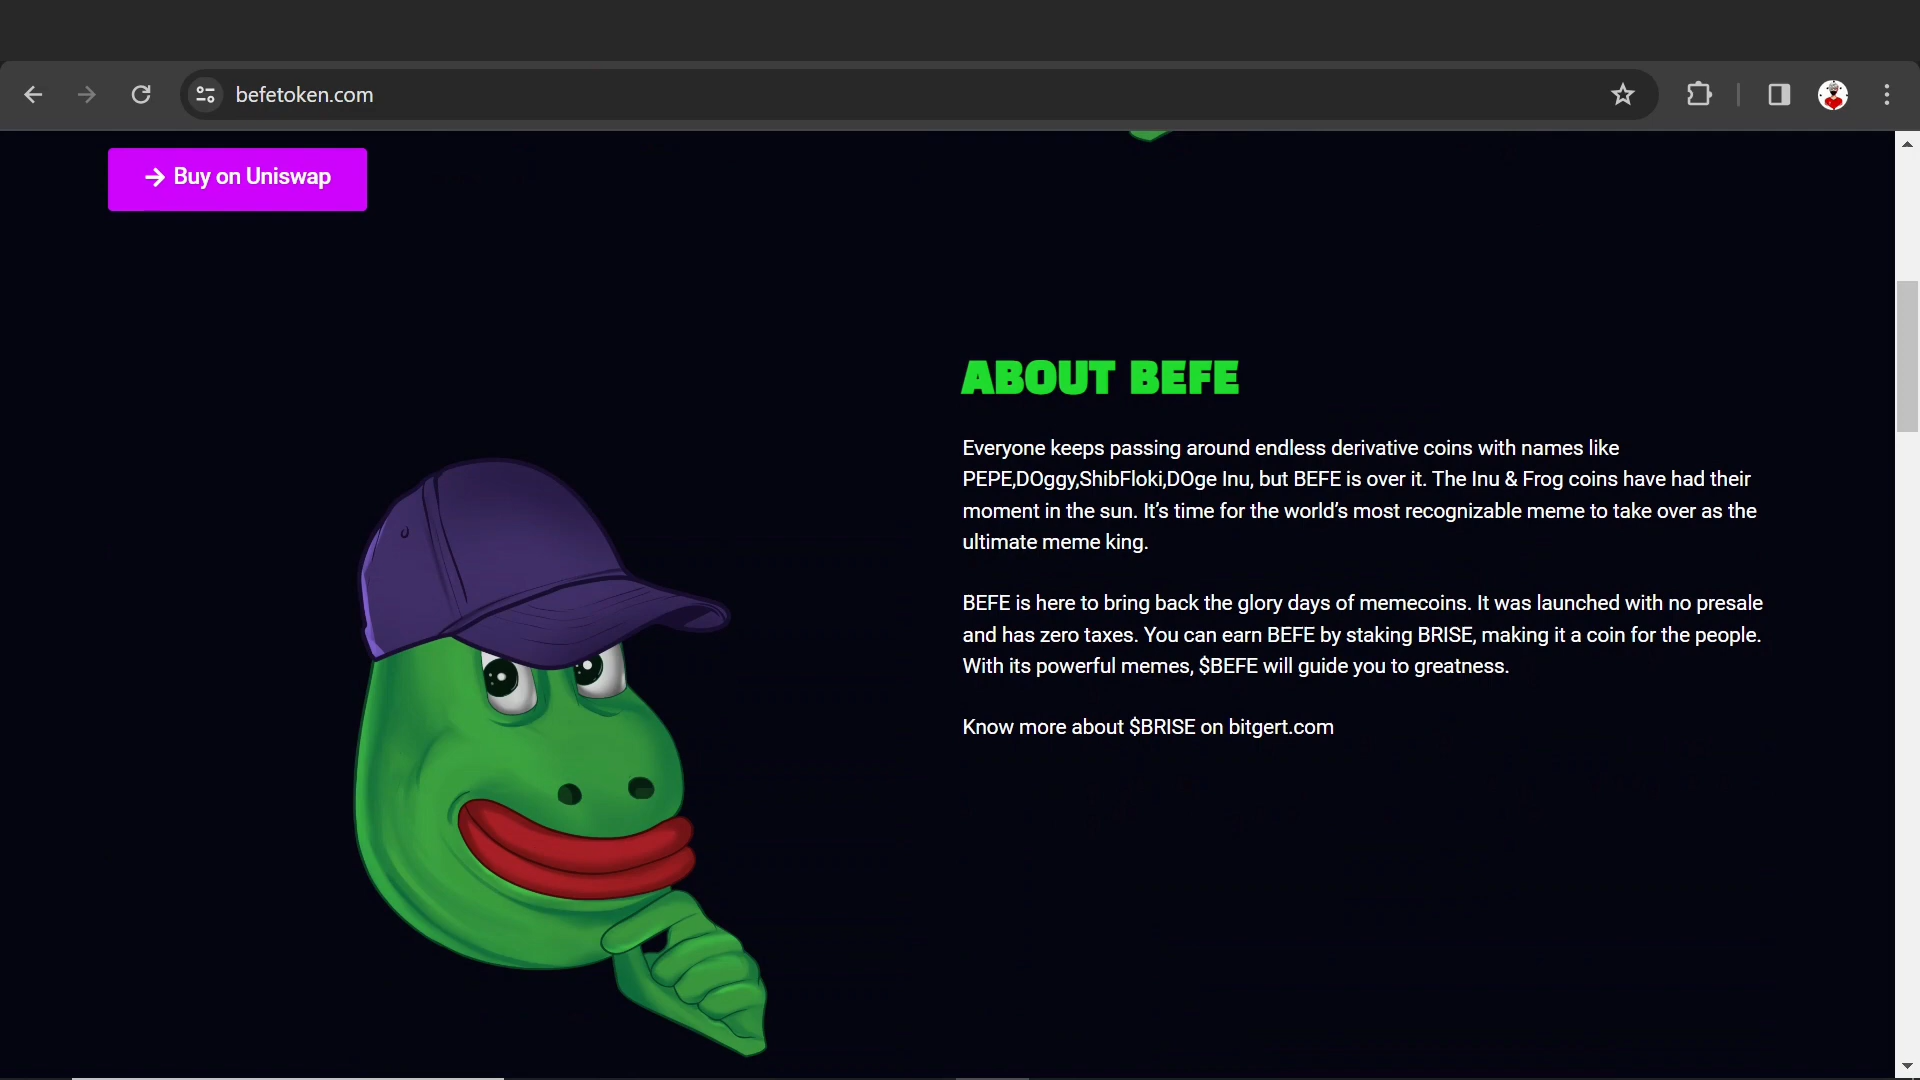 befetoken.com
Buy on Uniswap
ABOUT BEFE
Everyone keeps passing around endless derivative coins with names like
PEPE,DOggy,ShibFloki,DOge Inu, but BEFE is over it. The Inu & Frog coins have had their
moment in the sun. It’s time for the world’s most recognizable meme to take over as the
ultimate meme king.
BEFE is here to bring back the glory days of memecoins. It was launched with no presale
and has zero taxes. You can earn BEFE by staking BRISE, making it a coin for the people.
With its powerful memes, $BEFE will guide you to greatness.
Know more about $BRISE on bitgert.com